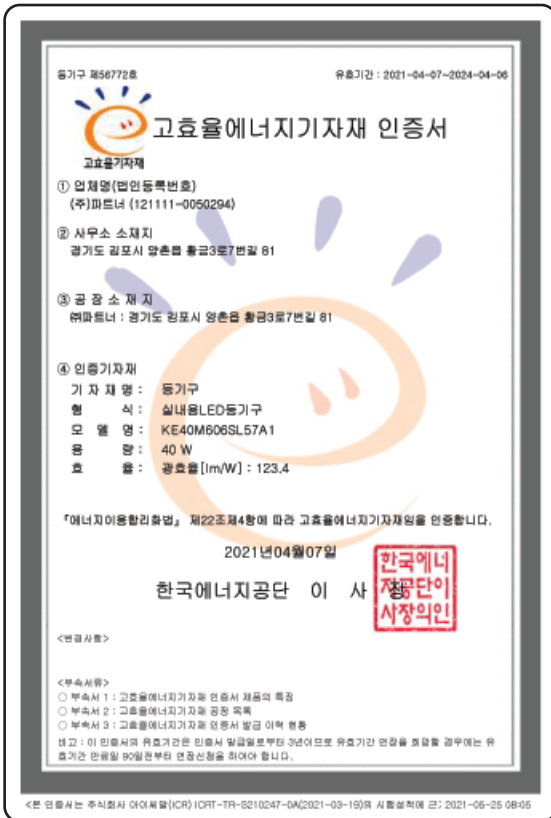 등기구 제56772호
유효기간 : 2021-04-07~2024-04-06
고효율에너지기자재 인증서
고효율기자재
① 업체명(법인등록번호)
(주)파트너 (121111-0050294)
② 사무소 소재지
경기도 김포시 양촌읍 황금3로7번길 81
③ 공 장 소 재 지
㈜파트너 : 경기도 김포시 양촌읍 황금3로7번길 81
④ 인증기자재
기 자 재 명 : 등기구
형 식 : 실내용LED등기구
모 델 명 : KE40M606SL57A1
용 량 : 40 W
효 율 : 광효율[lm/W] : 123.4
『에너지이용합리화법』 제22조제4항에 따라 고효율에너지기자재임을 인증합니다.
2021년04월07일
한국에너지공단 이 사 장
한국에너
지공단이
사장의인
<변경사항>
<부속서류>
○ 부속서 1 : 고효율에너지기자재 인증서 제품의 특징
○ 부속서 2 : 고효율에너지기자재 공장 목록
○ 부속서 3 : 고효율에너지기자재 인증서 발급 이력 현황
비고 : 이 인증서의 유효기간은 인증서 발급일로부터 3년이므로 유효기간 연장을 희망할 경우에는 유
효기간 만료일 90일전부터 연장신청을 하여야 합니다.
<본 인증서는 주식회사 아이씨알(ICR) ICRT-TR-S210247-0A(2021-03-19)의 시험성적에 근; 2021-05-25 08:05